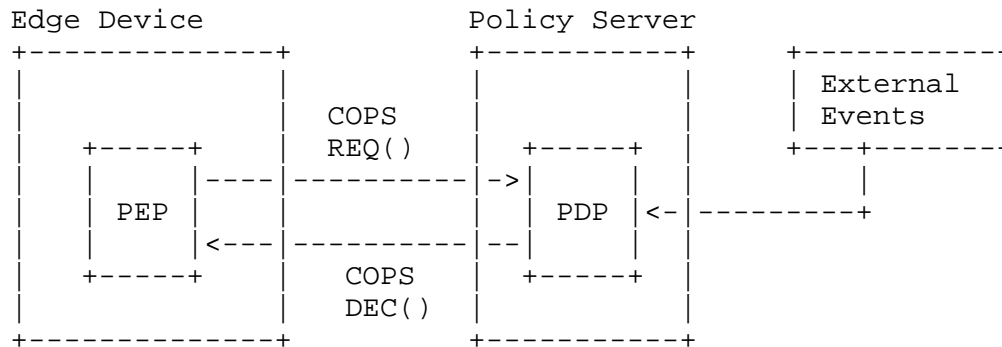 Edge Device Policy Server
External
COPS Events
REQ()
PEP PDP
COPS
DEC()